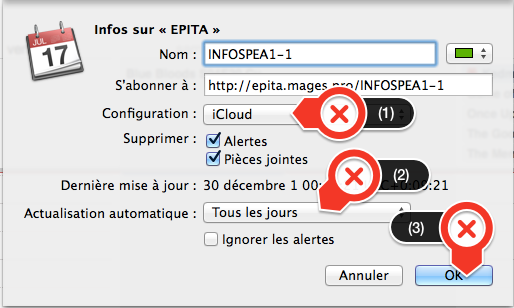 JUL
17
Infos sur « EPITA »
Nom : INFOSPEA1-1
S'abonner à : http://epita.mages.pro/INFOSPEA1-1
Configuration : iCloud (1)
Supprimer : Alertes
Pièces jointes
(2)
Dernière mise à jour : 30 décembre 1 00: :21
Actualisation automatique : Tous les jours
(3)
Ignorer les alertes
Annuler OK